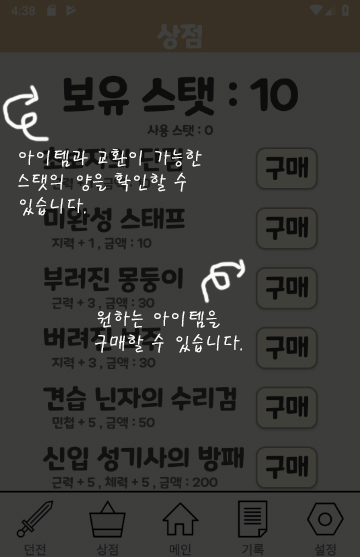 4:38
상점
보유 스탯 : 10
사용 스탯 : 0
아이템과 교환이 가능한
스탯의 양을 확인할 수
있습니다.
구매
미완성 스태프
지력 + 1 , 금액 : 10
구매
부러진 몽둥이
근력 + 3 , 금액 : 30
구매
원하는 아이템을
구매할 수 있습니다.
버려진
지력 + 3 , 금액 : 30
구매
견습 닌자의 수리검
민첩 + 5 , 금액 : 50
구매
신입 성기사의 방패
근력 + 5 , 체력 + 5 , 금액 : 200
구매
던전 상점 메인 기록 설정